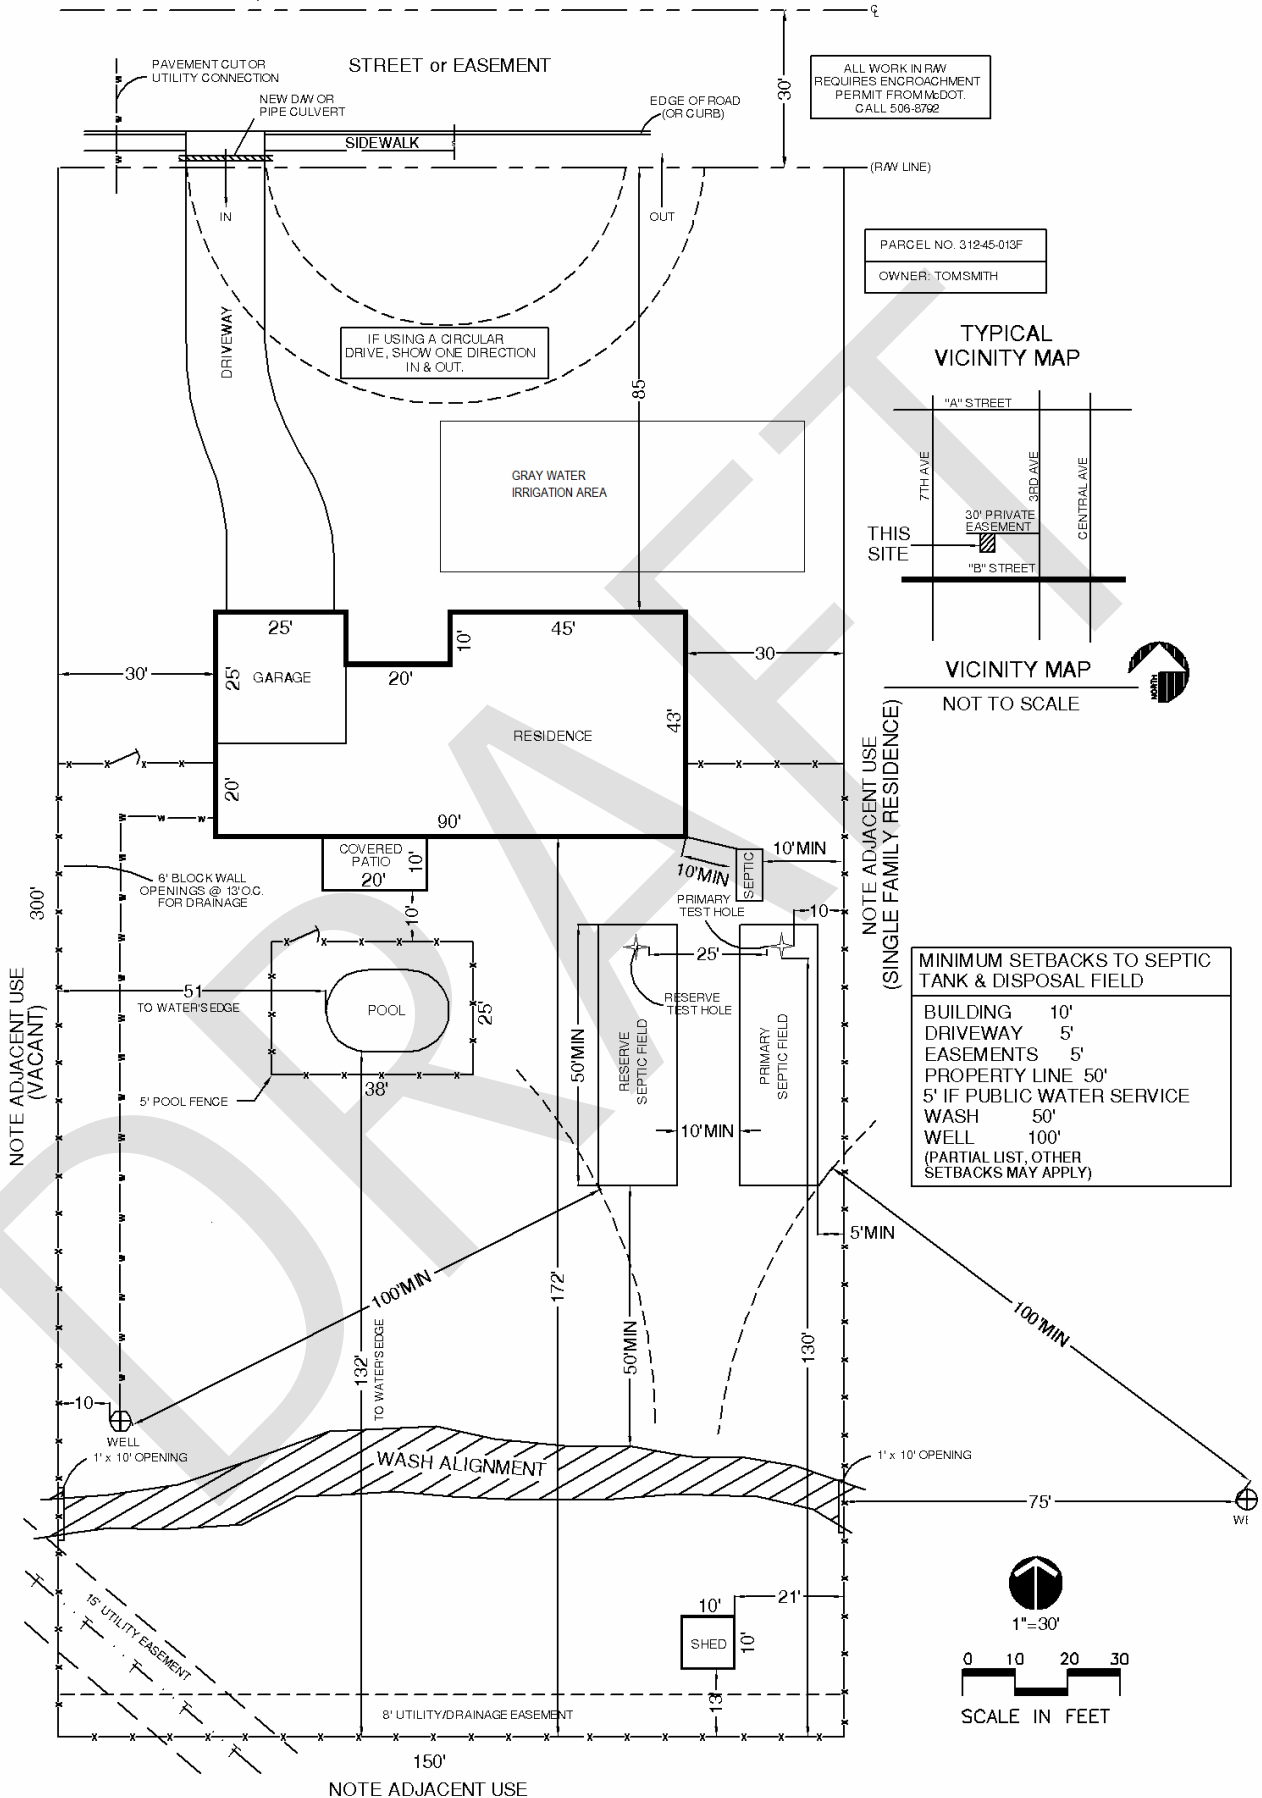 ℄
PAVEMENT CUT OR
UTILITY CONNECTION
STREET or EASEMENT
30'
ALL WORK IN R/W
REQUIRES ENCROACHMENT
PERMIT FROM McDOT.
CALL 506-8792
NEW D/W OR
PIPE CULVERT
EDGE OF ROAD
(OR CURB)
SIDEWALK
(R/W LINE)
IN
OUT
PARCEL NO. 312-45-013F
OWNER: TOM SMITH
DRIVEWAY
IF USING A CIRCULAR
DRIVE, SHOW ONE DIRECTION
IN & OUT.
85
TYPICAL
VICINITY MAP
"A" STREET
7TH AVE
3RD AVE
CENTRAL AVE
30' PRIVATE
EASEMENT
THIS
SITE
"B" STREET
VICINITY MAP
NORTH
NOT TO SCALE
GRAY WATER
IRRIGATION AREA
25'
10'
45'
30'
25'
GARAGE
20'
30
43'
RESIDENCE
20'
90'
COVERED
PATIO
10'
20'
10'MIN
10'MIN
SEPTIC
6' BLOCK WALL
OPENINGS @ 13'O.C.
FOR DRAINAGE
300'
10'
PRIMARY
TEST HOLE
10
NOTE ADJACENT USE
(SINGLE FAMILY RESIDENCE)
25'
51
TO WATER'S EDGE
POOL
25'
RESERVE
TEST HOLE
50'MIN
RESERVE
SEPTIC FIELD
PRIMARY
SEPTIC FIELD
NOTE ADJACENT USE
(VACANT)
5' POOL FENCE
38'
10'MIN
MINIMUM SETBACKS TO SEPTIC
TANK & DISPOSAL FIELD
BUILDING 10'
DRIVEWAY 5'
EASEMENTS 5'
PROPERTY LINE 50'
5' IF PUBLIC WATER SERVICE
WASH 50'
WELL 100'
(PARTIAL LIST, OTHER
SETBACKS MAY APPLY)
5'MIN
100'MIN
172'
50'MIN
130'
100'MIN
132'
TO WATER'S EDGE
10
WELL
1' x 10' OPENING
WASH ALIGNMENT
1' x 10' OPENING
75'
WE
15' UTILITY EASEMENT
10'
21'
SHED
10'
13'
8' UTILITY/DRAINAGE EASEMENT
1"=30'
0 10 20 30
SCALE IN FEET
150'
NOTE ADJACENT USE
DRAFT